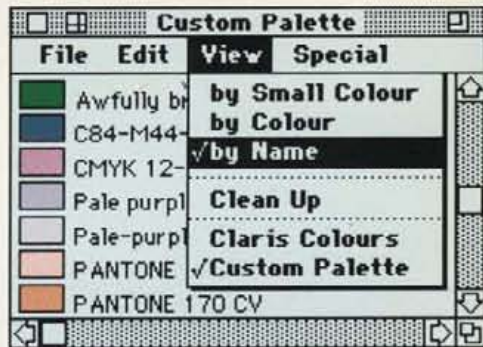 Custom Palette
File Edit View Special
by Small Colour
by Colour
√by Name
Clean Up
Claris Colours
√Custom Palette
Awfully
C84-M44-
CMYK 12-
Pale purpl
Pale-purpl
PANTONE
PANTONE 170 CV